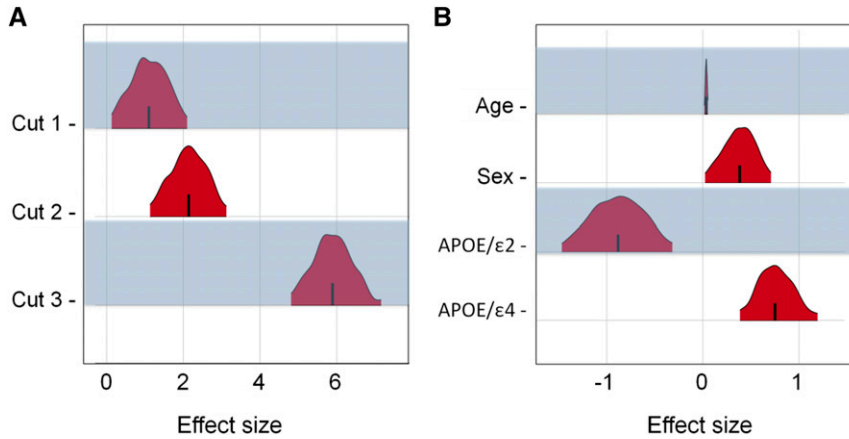 A
Cut 1 -
Cut 2 -
Cut 3 -
0 2 4 6
Effect size
B
Age -
Sex -
APOE/ε2 -
APOE/ε4 -
-1 0 1
Effect size